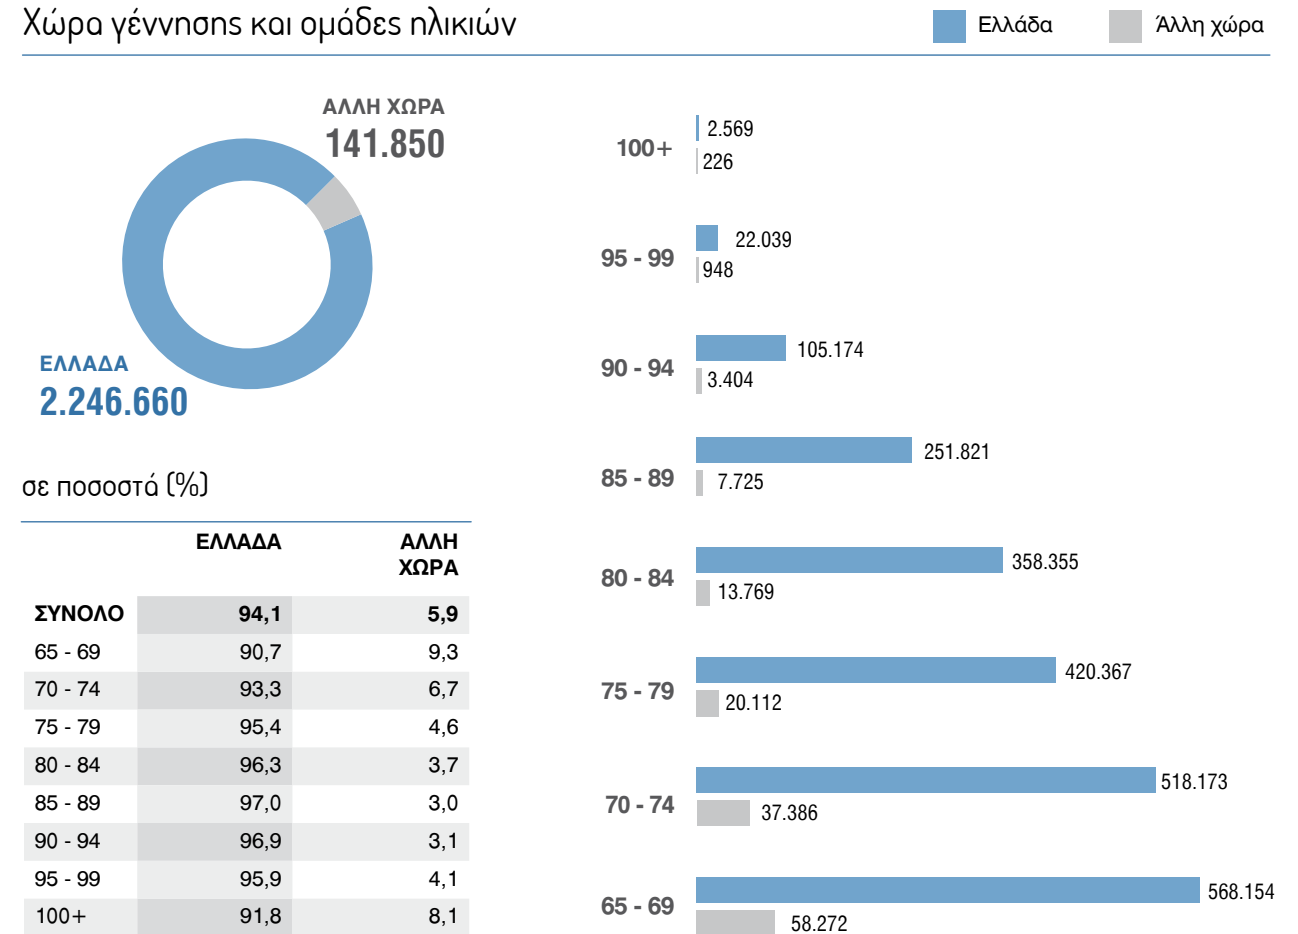 Χώρα γέννησης και ομάδες ηλικιών
Ελλάδα
Άλλη χώρα
ΑΛΛΗ ΧΩΡΑ
141.850
ΕΛΛΑΔΑ
2.246.660
σε ποσοστά (%)
ΕΛΛΑΔΑ ΑΛΛΗ
ΧΩΡΑ
ΣΥΝΟΛΟ 94,1 5,9
65 - 69 90,7 9,3
70 - 74 93,3 6,7
75 - 79 95,4 4,6
80 - 84 96,3 3,7
85 - 89 97,0 3,0
90 - 94 96,9 3,1
95 - 99 95,9 4,1
100+ 91,8 8,1
2.569
100+
226
22.039
95 - 99
948
105.174
90 - 94
3.404
251.821
85 - 89
7.725
358.355
80 - 84
13.769
420.367
75 - 79
20.112
518.173
70 - 74
37.386
568.154
65 - 69
58.272